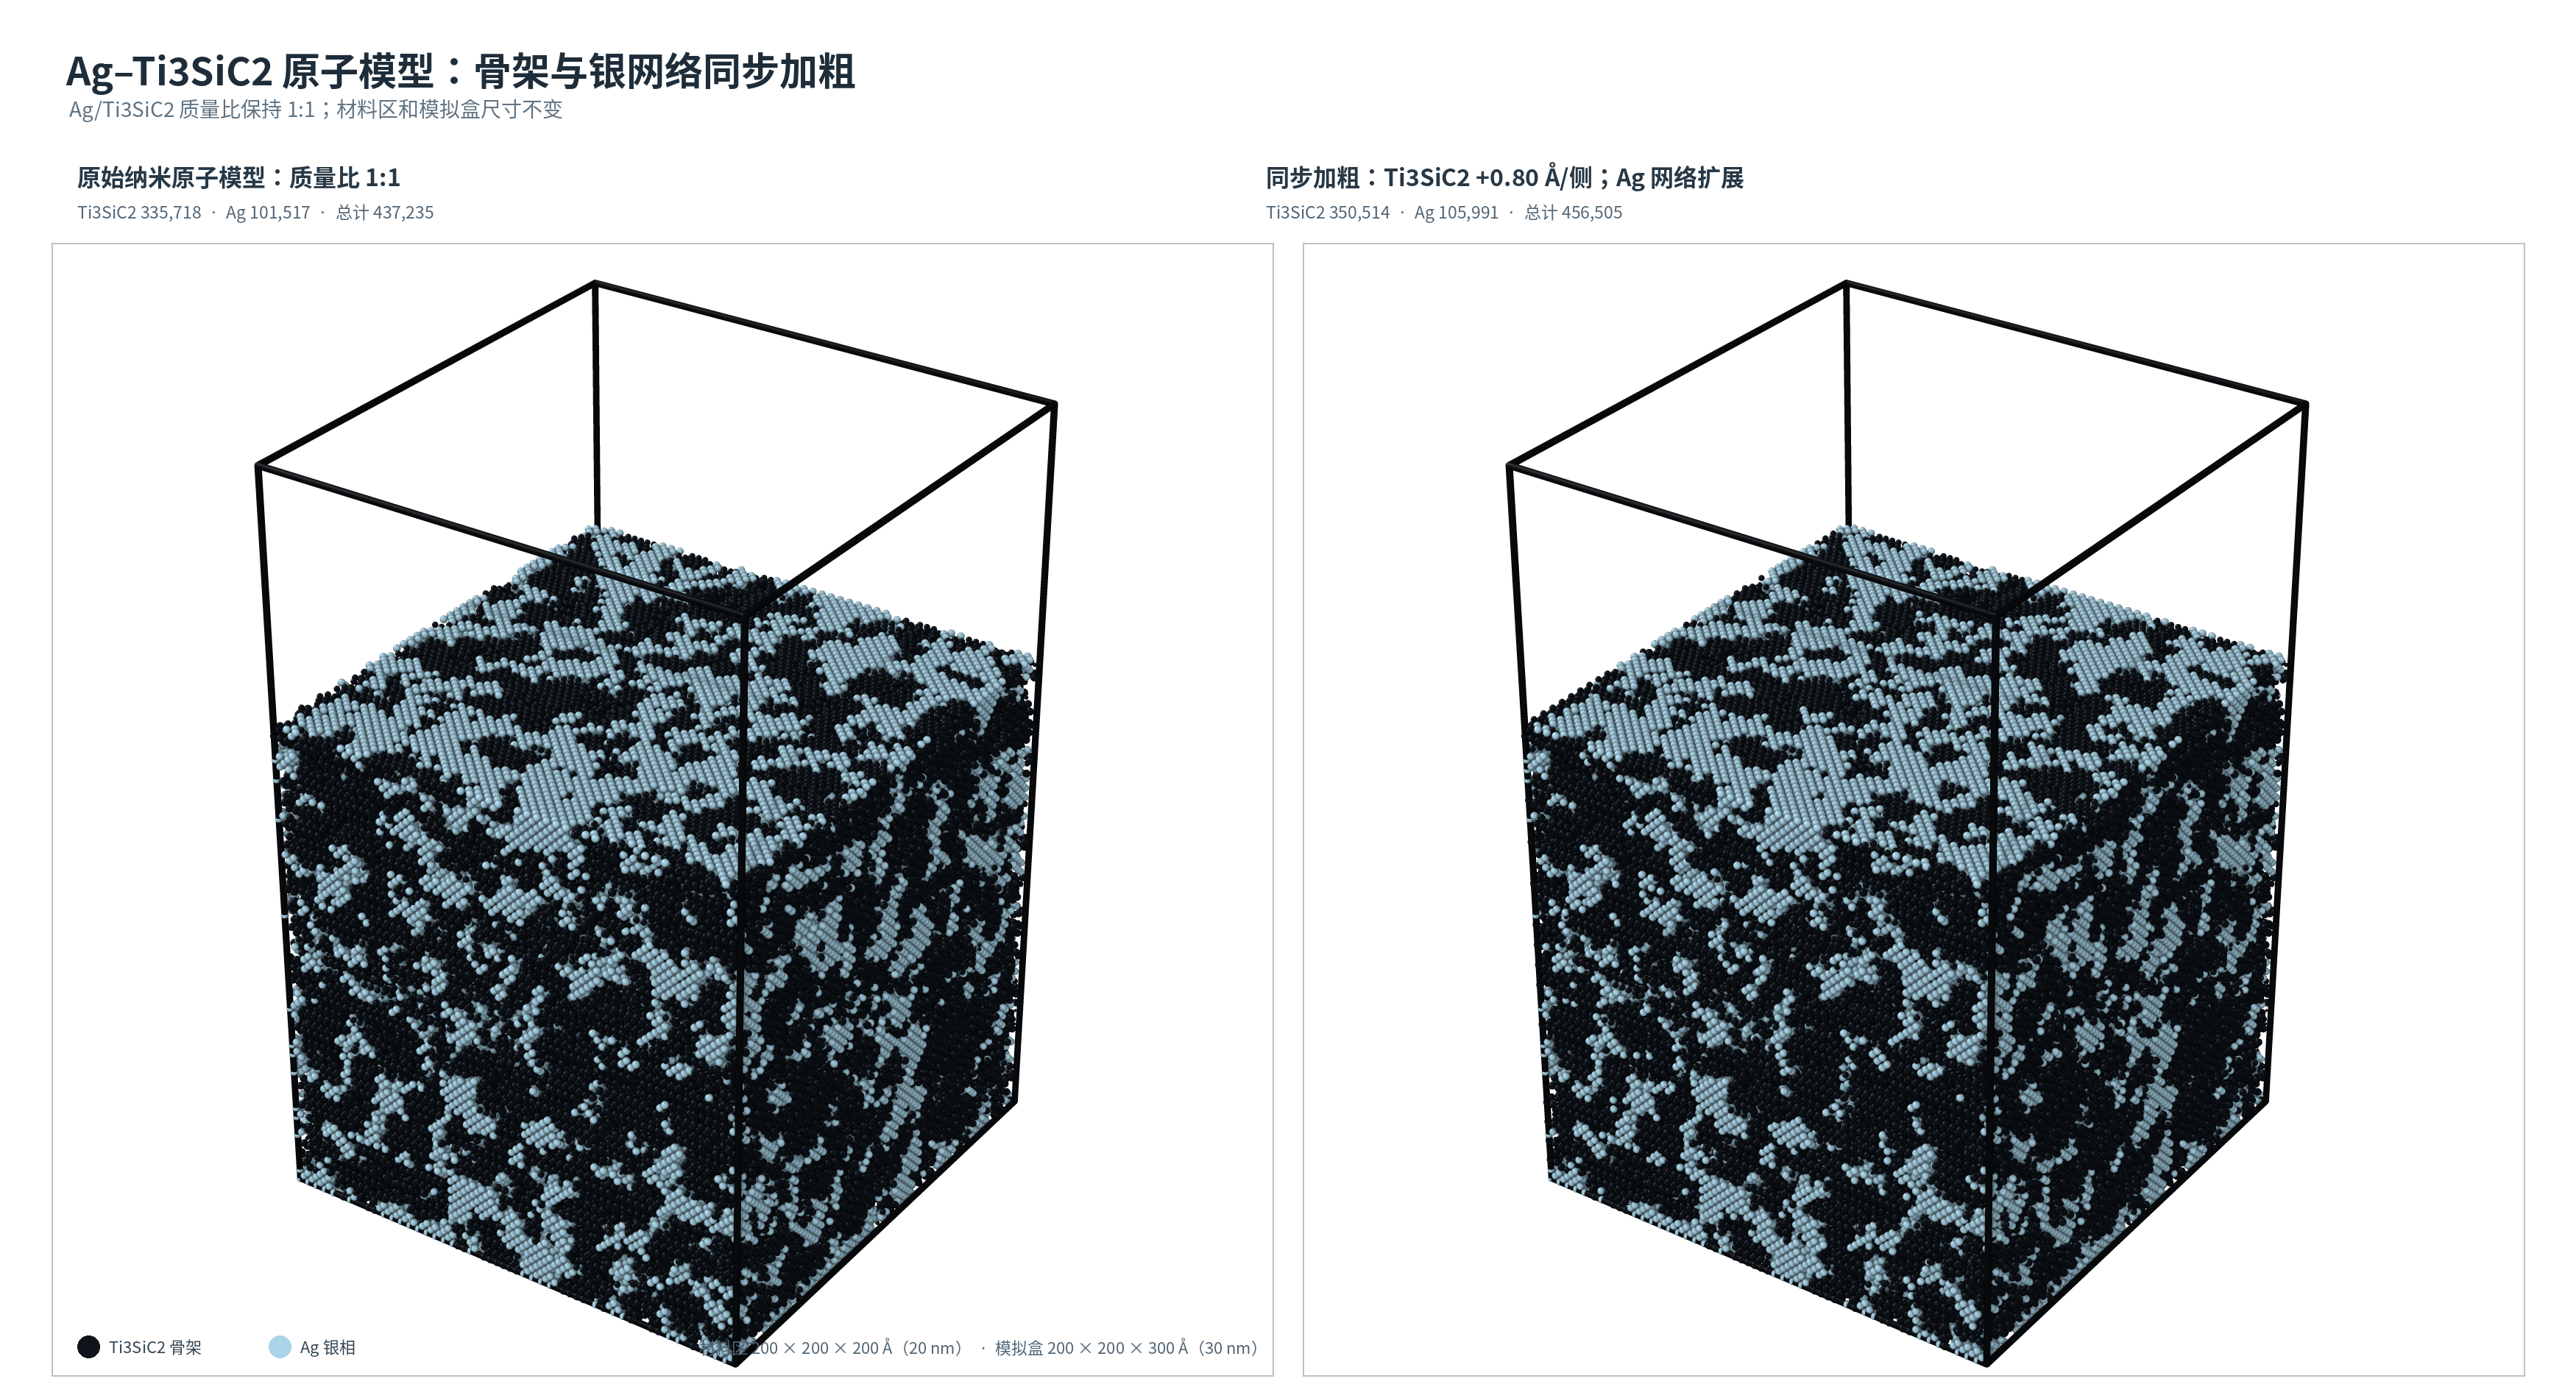 Ag–Ti3SiC2 原子模型：骨架与银网络同步加粗
Ag/Ti3SiC2 质量比保持 1:1；材料区和模拟盒尺寸不变
原始纳米原子模型：质量比 1:1
Ti3SiC2 335,718 · Ag 101,517 · 总计 437,235
同步加粗：Ti3SiC2 +0.80 Å/侧；Ag 网络扩展
Ti3SiC2 350,514 · Ag 105,991 · 总计 456,505
Ti3SiC2 骨架
Ag 银相
200 × 200 × 200 Å（20 nm） · 模拟盒 200 × 200 × 300 Å（30 nm）